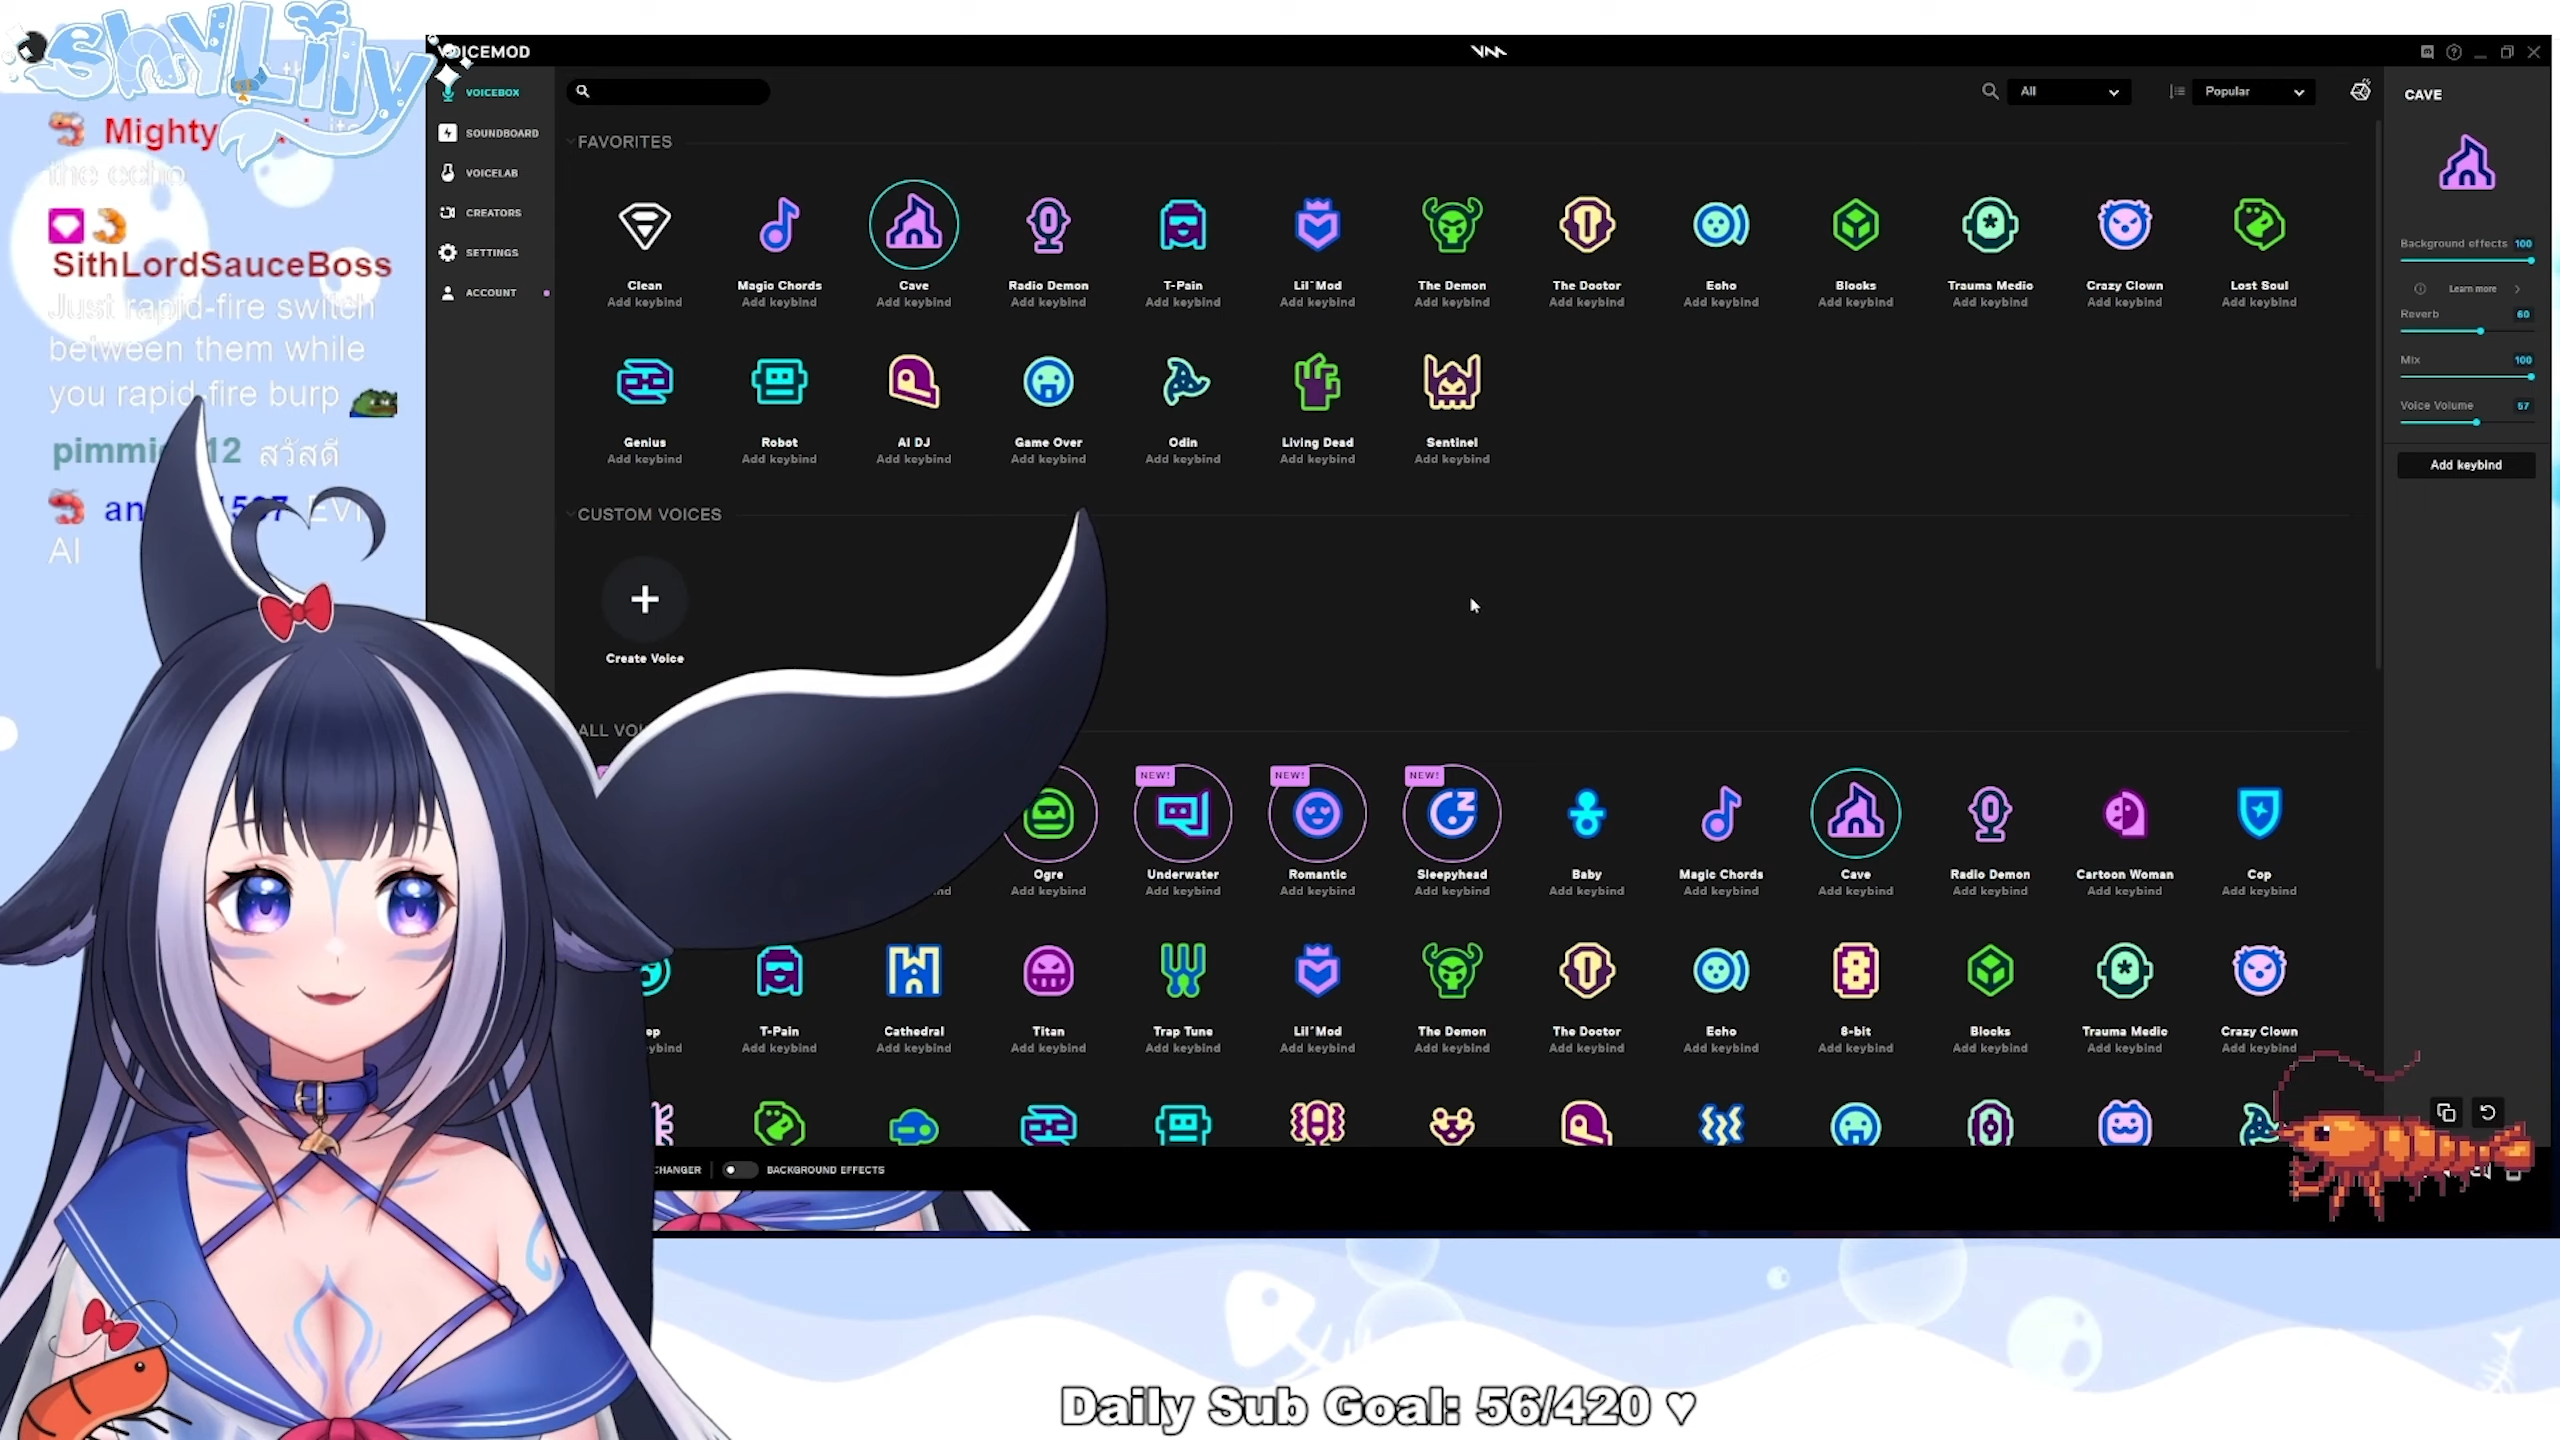 shyLily
VOICEMOD
VOICEBOX
SOUNDBOARD
VOICELAB
CREATORS
SETTINGS
ACCOUNT
Mighty
the echo
SithLordSauceBoss
Just rapid-fire switch
between them while
you rapid-fire burp
สวัสดี
AI
All
Popular
FAVORITES
Clean Magic Chords Cave Radio Demon T-Pain Lil´Mod The Demon The Doctor Echo Blocks Trauma Medic Crazy Clown Lost Soul
Add keybind Add keybind Add keybind Add keybind Add keybind Add keybind Add keybind Add keybind Add keybind Add keybind Add keybind Add keybind Add keybind
Genius Robot AI DJ Game Over Odin Living Dead Sentinel
Add keybind Add keybind Add keybind Add keybind Add keybind Add keybind Add keybind
CUSTOM VOICES
Create Voice
ALL
NEW! NEW! NEW!
Ogre Underwater Romantic Sleepyhead Baby Magic Chords Cave Radio Demon Cartoon Woman Cop
Add keybind Add keybind Add keybind Add keybind Add keybind Add keybind Add keybind Add keybind Add keybind Add keybind
T-Pain Cathedral Titan Trap Tune Lil´Mod The Demon The Doctor Echo 8-bit Blocks Trauma Medic Crazy Clown
Add keybind Add keybind Add keybind Add keybind Add keybind Add keybind Add keybind Add keybind Add keybind Add keybind Add keybind Add keybind
BACKGROUND EFFECTS
CAVE
Background effects 100
Learn more
Reverb 60
Mix 100
Voice Volume 57
Add keybind
Daily Sub Goal: 56/420 ♥